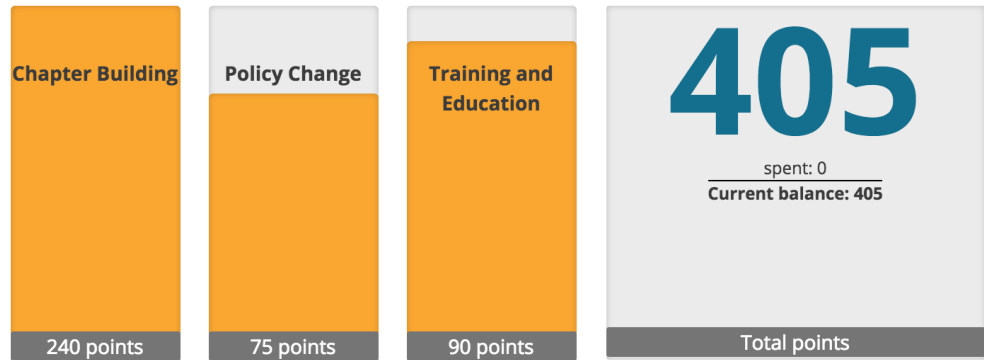 Chapter Building
240 points
Policy Change
75 points
Training and
Education
90 points
405
spent: 0
Current balance: 405
Total points